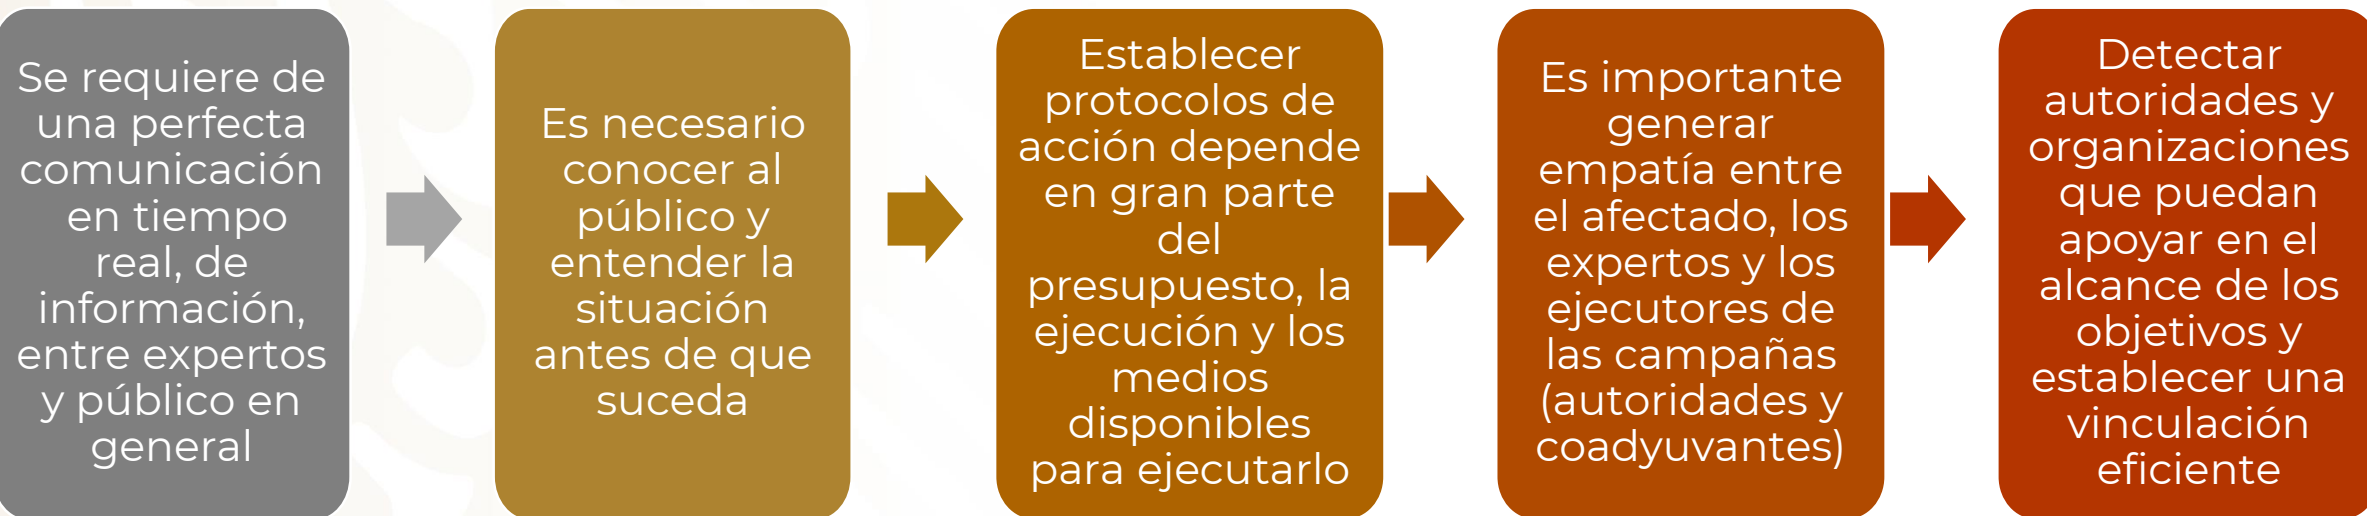 Se requiere de
una perfecta
comunicación
en tiempo
real, de
información,
entre expertos
y público en
general
Es necesario
conocer al
público y
entender la
situación
antes de que
suceda
Establecer
protocolos de
acción depende
en gran parte
del
presupuesto, la
ejecución y los
medios
disponibles
para ejecutarlo
Es importante
generar
empatía entre
el afectado, los
expertos y los
ejecutores de
las campañas
(autoridades y
coadyuvantes)
Detectar
autoridades y
organizaciones
que puedan
apoyar en el
alcance de los
objetivos y
establecer una
vinculación
eficiente